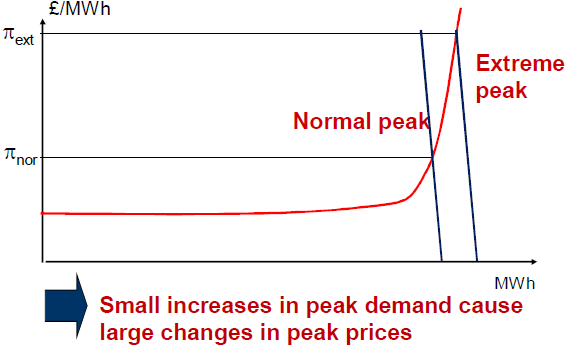 £/MWh
πext
Extreme
peak
Normal peak
πnor
MWh
Small increases in peak demand cause
large changes in peak prices